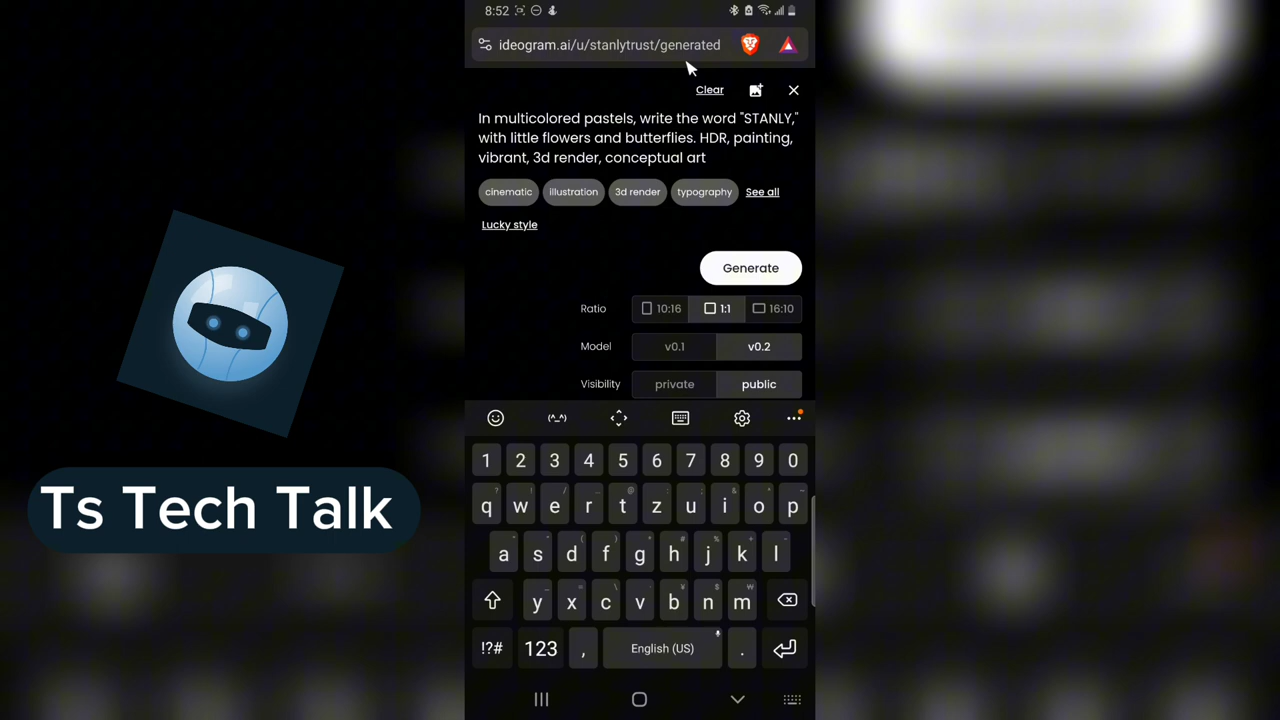 8:52
ideogram.ai/u/stanlytrust/generated
Clear
In multicolored pastels, write the word "STANLY,"
with little flowers and butterflies. HDR, painting,
vibrant, 3d render, conceptual art
cinematic illustration 3d render typography See all
Lucky style
Generate
Ratio 10:16 1:1 16:10
Model v0.1 v0.2
Visibility private public
Ts Tech Talk
(^_^)
1 2 3 4 5 6 7 8 9 0
q w e r t z u i o p
a s d f g h j k l
y x c v b n m
!?# 123 , English (US) .